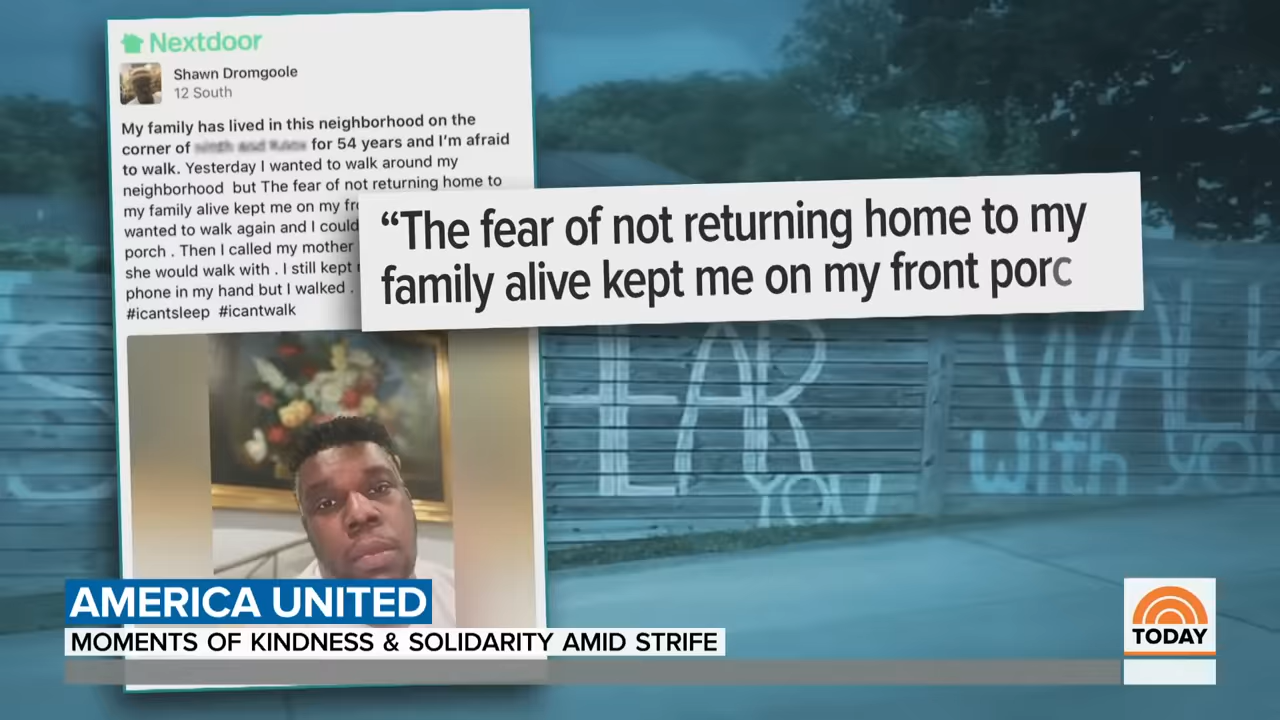 Nextdoor
Shawn Dromgoole
12 South
My family has lived in this neighborhood on the
corner of for 54 years and I'm afraid
to walk. Yesterday I wanted to walk around my
neighborhood but The fear of not returning home to
my family alive kept me on my
wanted to walk again and I could
porch . Then I called my mother
she would walk with . I still kept
phone in my hand but I walked .
#icantsleep #icantwalk
“The fear of not returning home to my
family alive kept me on my front porc
HEAR
YOU
WALK
with YOU
AMERICA UNITED
MOMENTS OF KINDNESS & SOLIDARITY AMID STRIFE
TODAY